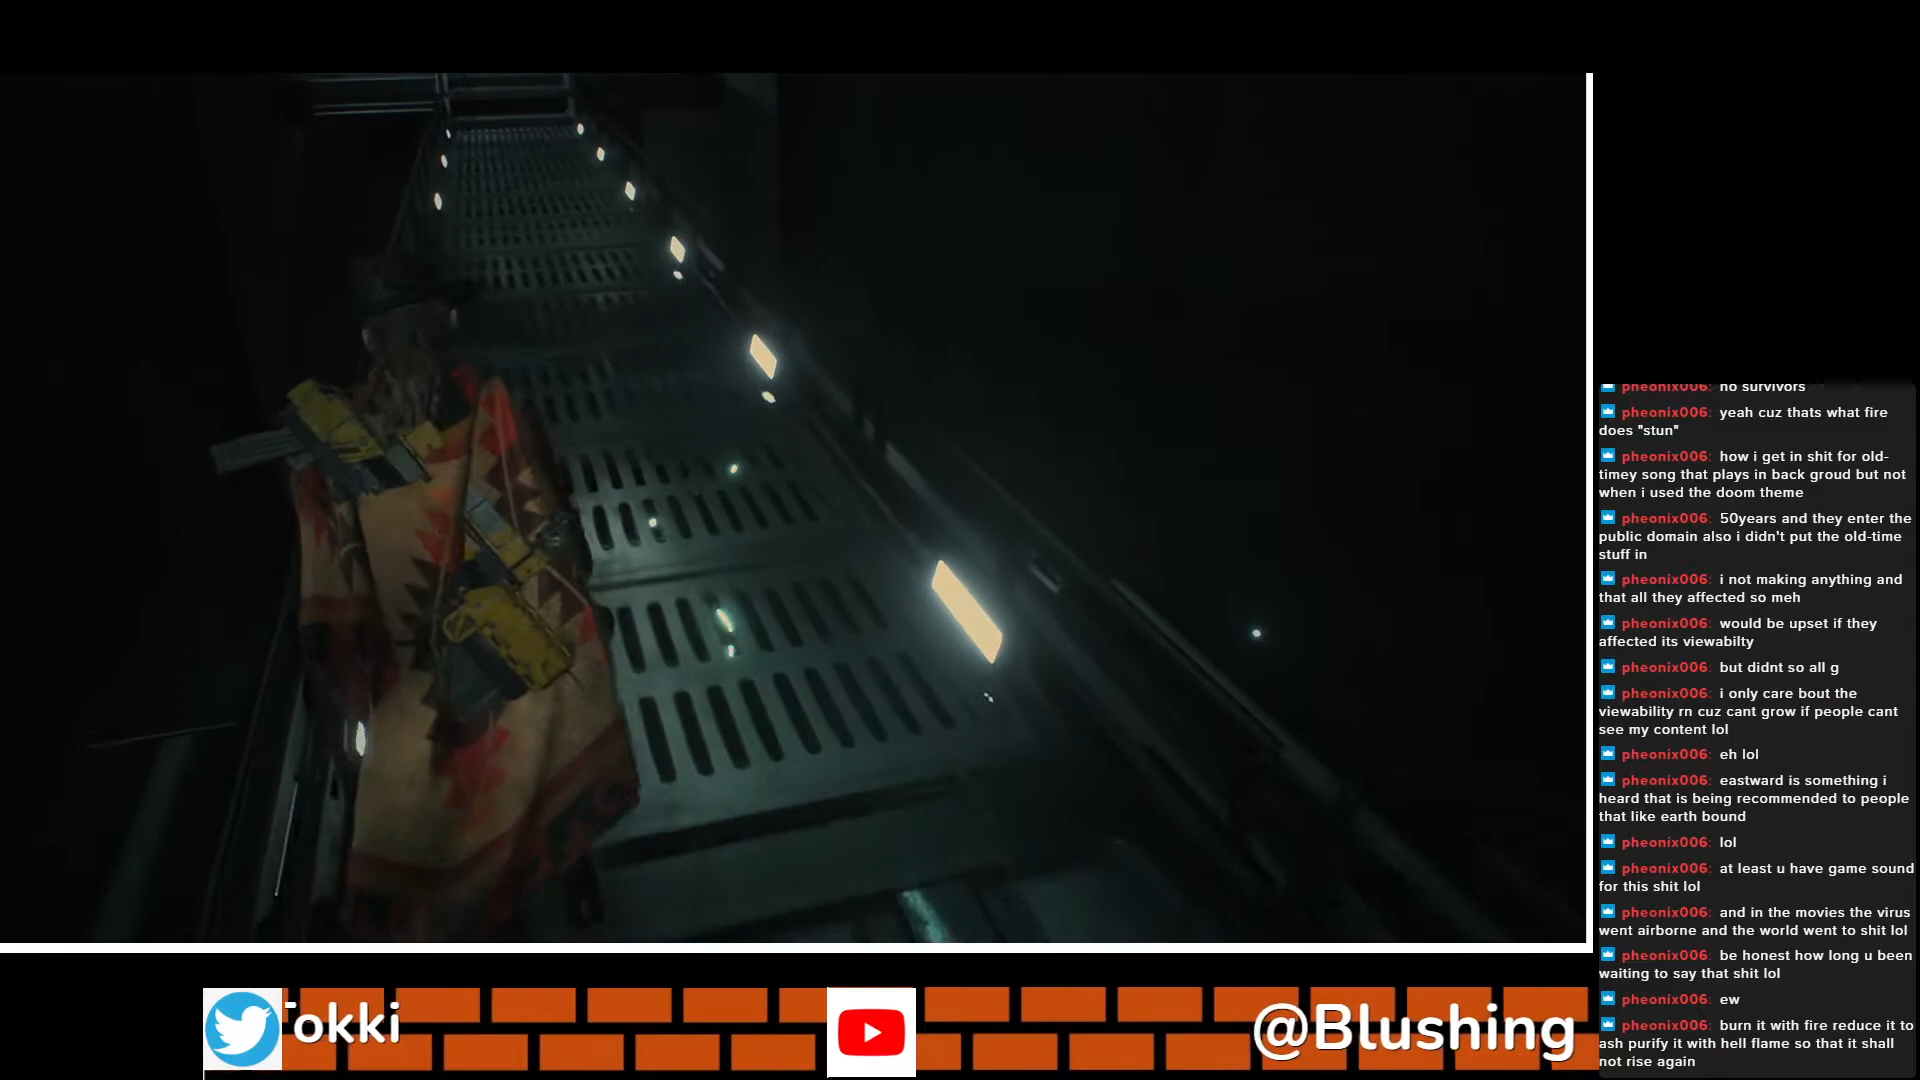 pheonix006: no survivors
pheonix006: yeah cuz thats what fire
does "stun"
pheonix006: how i get in shit for old-
timey song that plays in back groud but not
when i used the doom theme
pheonix006: 50years and they enter the
public domain also i didn't put the old-time
stuff in
pheonix006: i not making anything and
that all they affected so meh
pheonix006: would be upset if they
affected its viewabilty
pheonix006: but didnt so all g
pheonix006: i only care bout the
viewability rn cuz cant grow if people cant
see my content lol
pheonix006: eh lol
pheonix006: eastward is something i
heard that is being recommended to people
that like earth bound
pheonix006: lol
pheonix006: at least u have game sound
for this shit lol
pheonix006: and in the movies the virus
went airborne and the world went to shit lol
pheonix006: be honest how long u been
waiting to say that shit lol
pheonix006: ew
pheonix006: burn it with fire reduce it to
ash purify it with hell flame so that it shall
not rise again
okki
@Blushing